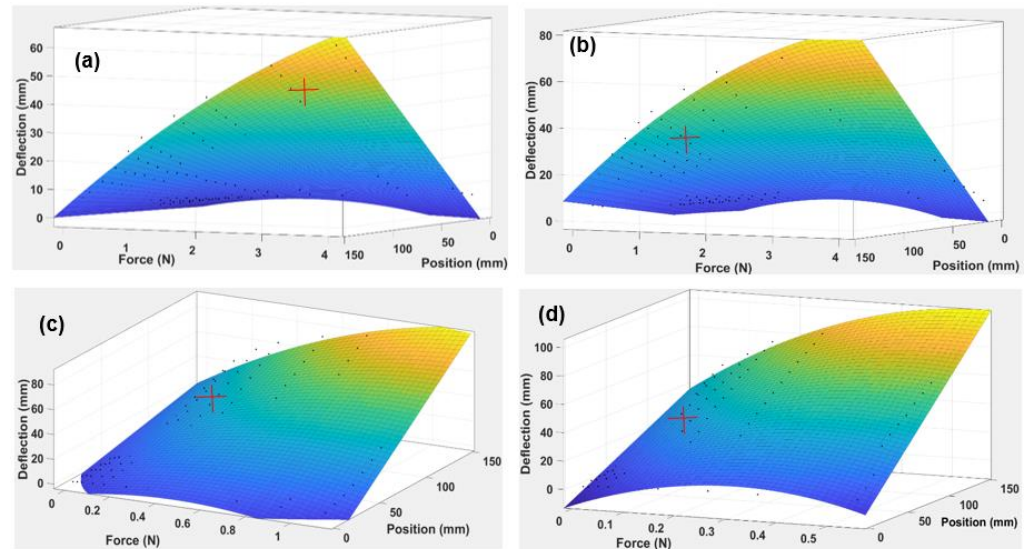 (a)
Deflection (mm)
60
50
40
30
20
10
0
0 1 2 3 4 150 100 50 0
Force (N) Position (mm)
(b)
Deflection (mm)
80
60
40
20
0
0 1 2 3 4 150 100 50 0
Force (N) Position (mm)
(c)
Deflection (mm)
80
60
40
20
0
0 0.2 0.4 0.6 0.8 1 0 50 100 150
Force (N) Position (mm)
(d)
Deflection (mm)
100
80
60
40
20
0
0 0.1 0.2 0.3 0.4 0.5 0 50 100 150
Force (N) Position (mm)